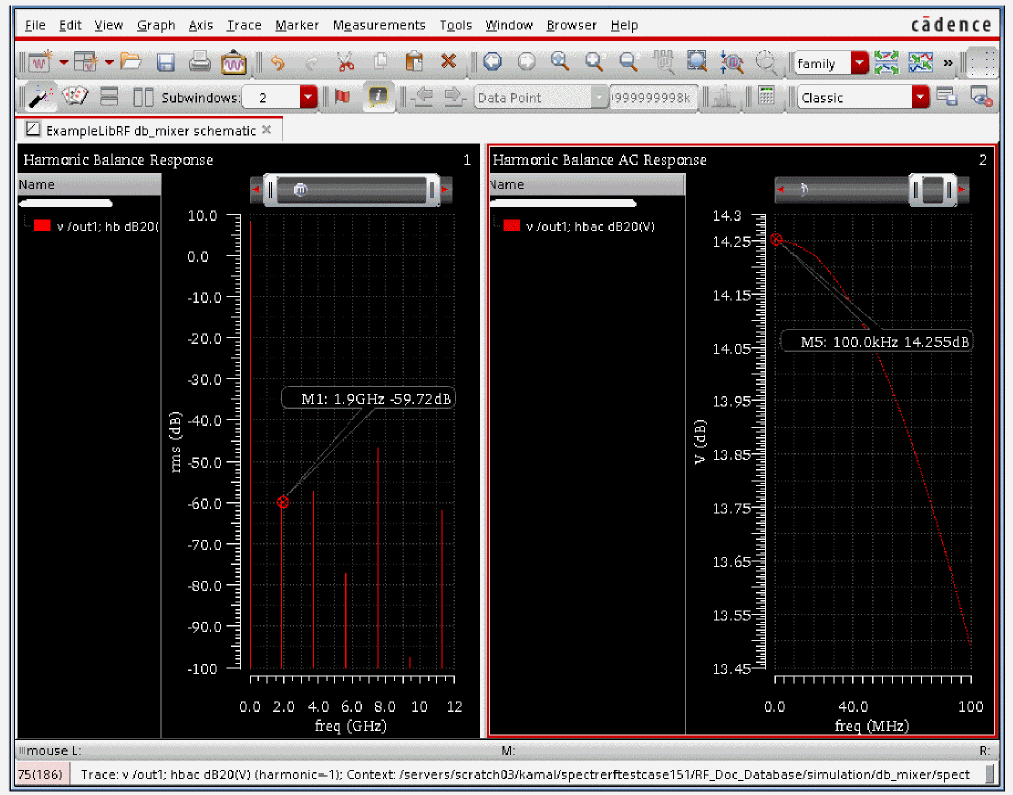 File Edit View Graph Axis Trace Marker Measurements Tools Window Browser Help cādence
family »
Subwindows: 2 Data Point 999999998k Classic
ExampleLibRF db_mixer schematic
Harmonic Balance Response 1
Name
v /out1; hb dB20(
10.0
0.0
-10.0
-20.0
-30.0
-40.0
-50.0
-60.0
-70.0
-80.0
-90.0
-100
rms (dB)
M1: 1.9GHz -59.72dB
0.0 2.0 4.0 6.0 8.0 10 12
freq (GHz)
Harmonic Balance AC Response 2
Name
v /out1; hbac dB20(V)
14.3
14.25
14.15
14.05
13.95
13.85
13.75
13.65
13.55
13.45
V (dB)
M5: 100.0kHz 14.255dB
0.0 40.0 100
freq (MHz)
mouse L: M: R:
75(186) Trace: v /out1; hbac dB20(V) (harmonic=-1); Context: /servers/scratch03/kamal/spectrerftestcase151/RF_Doc_Database/simulation/db_mixer/spect